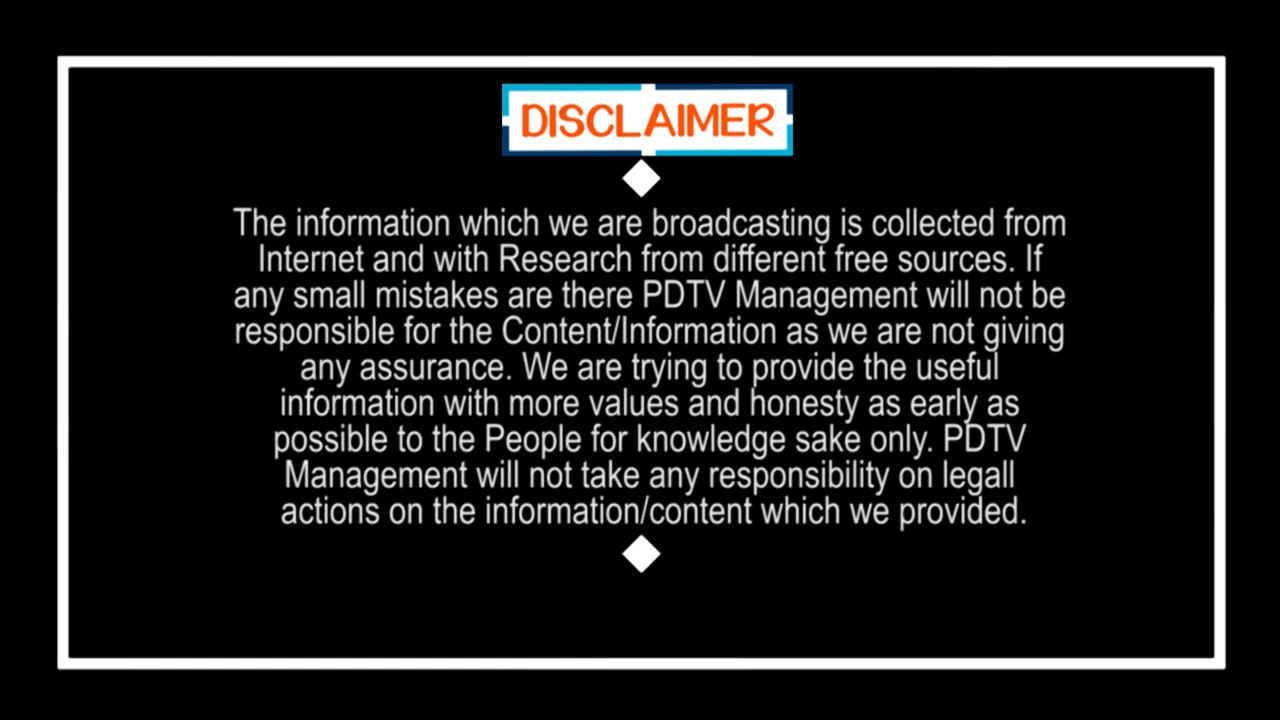 DISCLAIMER
The information which we are broadcasting is collected from
Internet and with Research from different free sources. If
any small mistakes are there PDTV Management will not be
responsible for the Content/Information as we are not giving
any assurance. We are trying to provide the useful
information with more values and honesty as early as
possible to the People for knowledge sake only. PDTV
Management will not take any responsibility on legall
actions on the information/content which we provided.